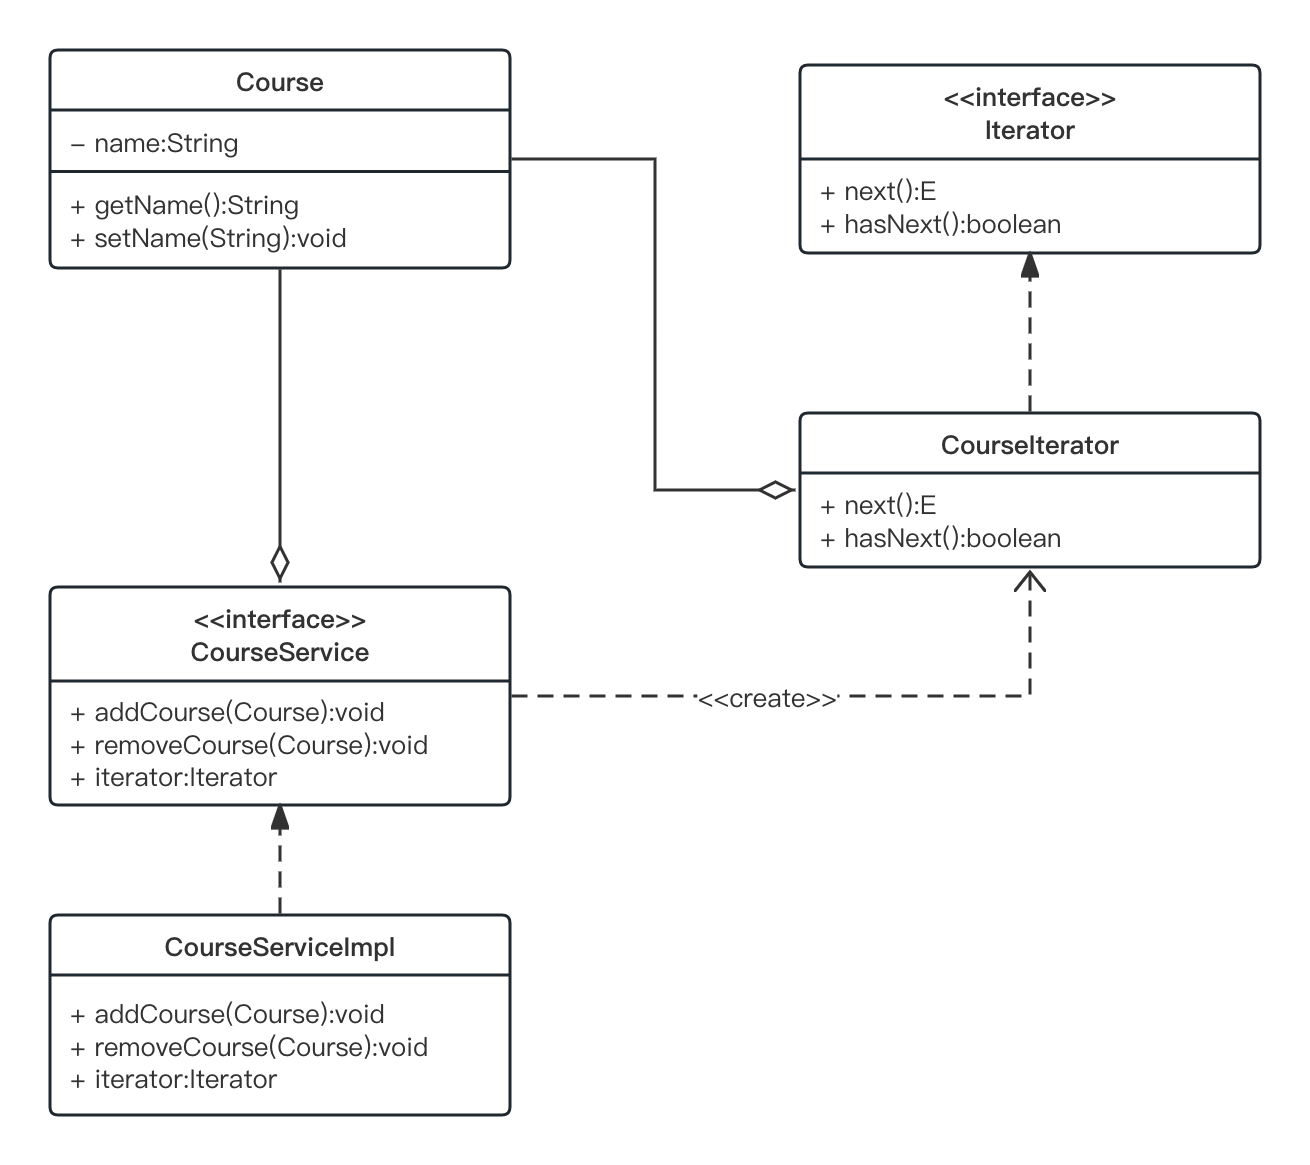 Course
– name:String
+ getName():String
+ setName(String):void
<<interface>>
Iterator
+ next():E
+ hasNext():boolean
CourseIterator
+ next():E
+ hasNext():boolean
<<interface>>
CourseService
+ addCourse(Course):void
+ removeCourse(Course):void
+ iterator:Iterator
<<create>>
CourseServiceImpl
+ addCourse(Course):void
+ removeCourse(Course):void
+ iterator:Iterator